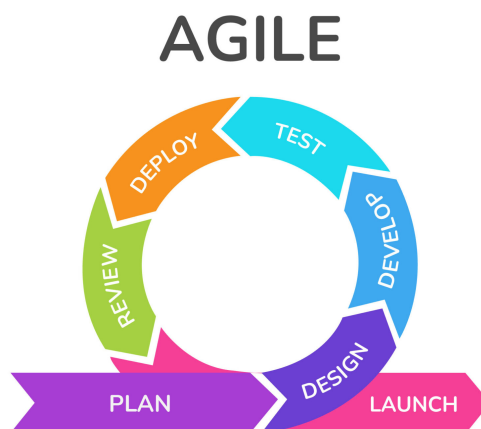 AGILE
PLAN
DESIGN
DEVELOP
TEST
DEPLOY
REVIEW
LAUNCH